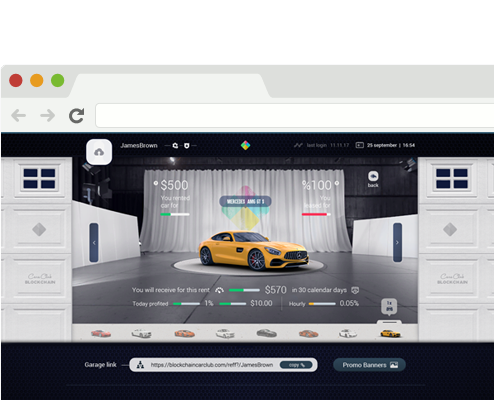 JamesBrown
last login 11.11.17
25 september | 16:54
$500
You rented
car for
%100
You
for
back
MERCEDES AMG GT S
You will receive for this rent
$570
in 30 calendar days
Today profited
1%
$10.00
Hourly
0.05%
1x
BLOCKCHAIN
BLOCKCHAIN
Garage link
https://blockchaincarclub.com/reff?/JamesBrown
copy
Promo Banners